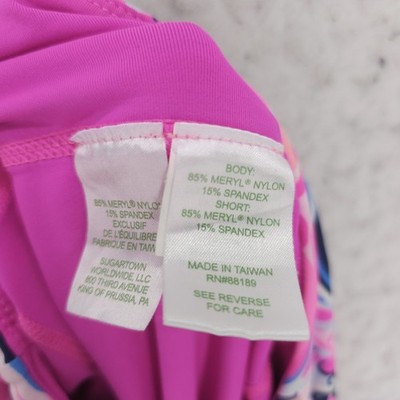 85% MERYL® NYLO
15% SPANDEX
EXCLUSIF
DE L'ÉQUILIBRE
FABRIQUE EN TAIW
SUGARTOWN
WORLDWIDE, LLC
800 THIRD AVENUE
KING OF PRUSSIA, PA
BODY:
85% MERYL® NYLON
15% SPANDEX
SHORT:
85% MERYL® NYLON
15% SPANDEX
MADE IN TAIWAN
RN#88189
SEE REVERSE
FOR CARE